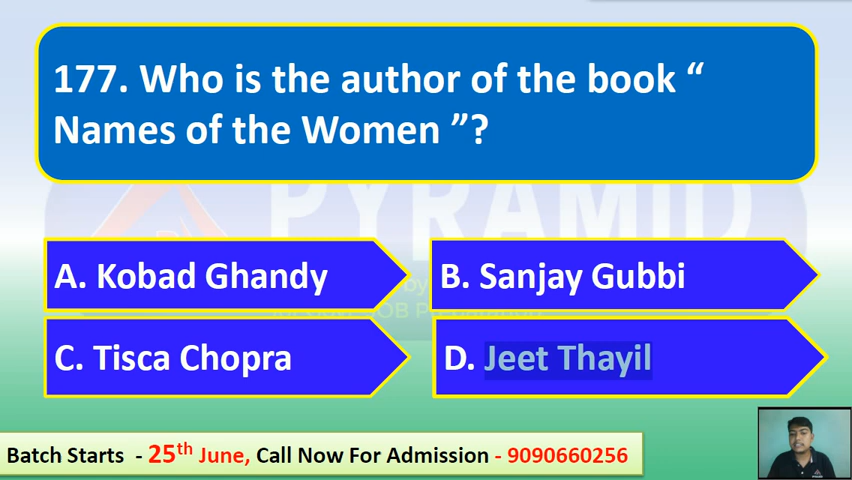 177. Who is the author of the book “
Names of the Women ”?
PYRAMID
A. Kobad Ghandy
B. Sanjay Gubbi
C. Tisca Chopra
D. Jeet Thayil
Batch Starts - 25th June, Call Now For Admission - 9090660256